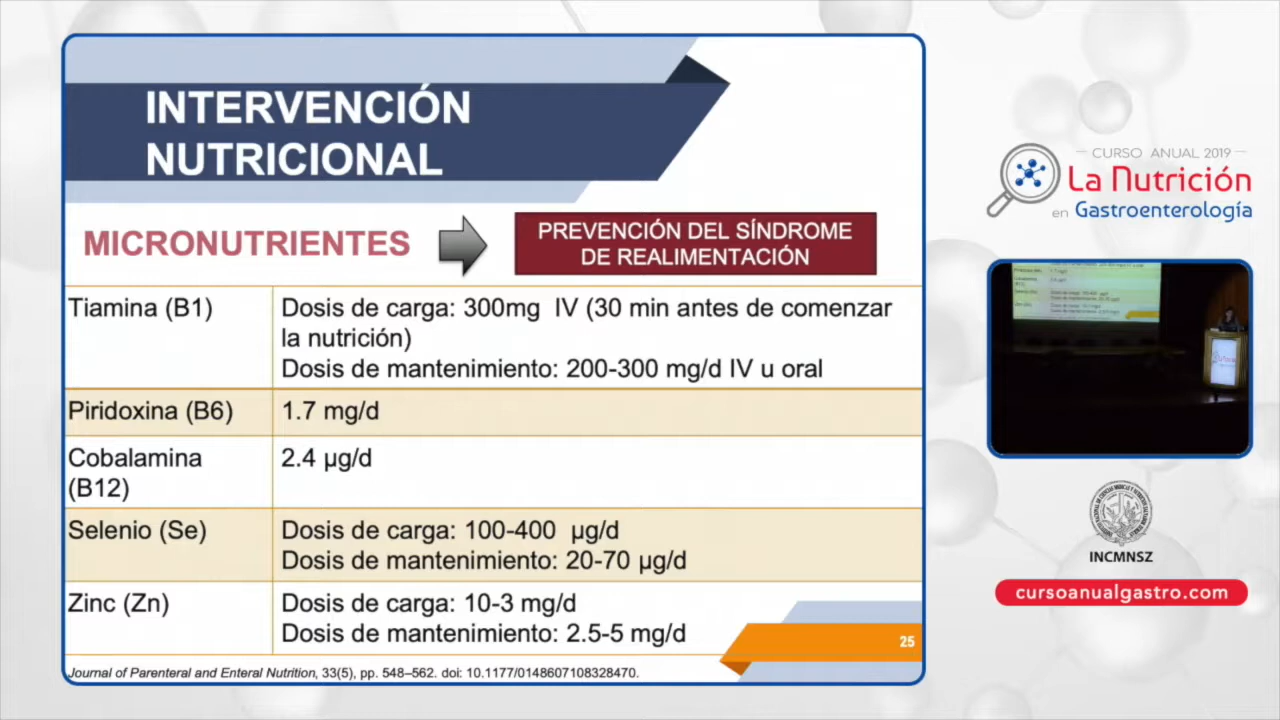 INTERVENCIÓN
NUTRICIONAL
MICRONUTRIENTES
PREVENCIÓN DEL SÍNDROME
DE REALIMENTACIÓN
Tiamina (B1)
Dosis de carga: 300mg IV (30 min antes de comenzar
la nutrición)
Dosis de mantenimiento: 200-300 mg/d IV u oral
Piridoxina (B6)
1.7 mg/d
Cobalamina
(B12)
2.4 µg/d
Selenio (Se)
Dosis de carga: 100-400 µg/d
Dosis de mantenimiento: 20-70 µg/d
Zinc (Zn)
Dosis de carga: 10-3 mg/d
Dosis de mantenimiento: 2.5-5 mg/d
25
Journal of Parenteral and Enteral Nutrition, 33(5), pp. 548–562. doi: 10.1177/0148607108328470.
CURSO ANUAL 2019
La Nutrición
en Gastroenterología
INCMNSZ
cursoanualgastro.com